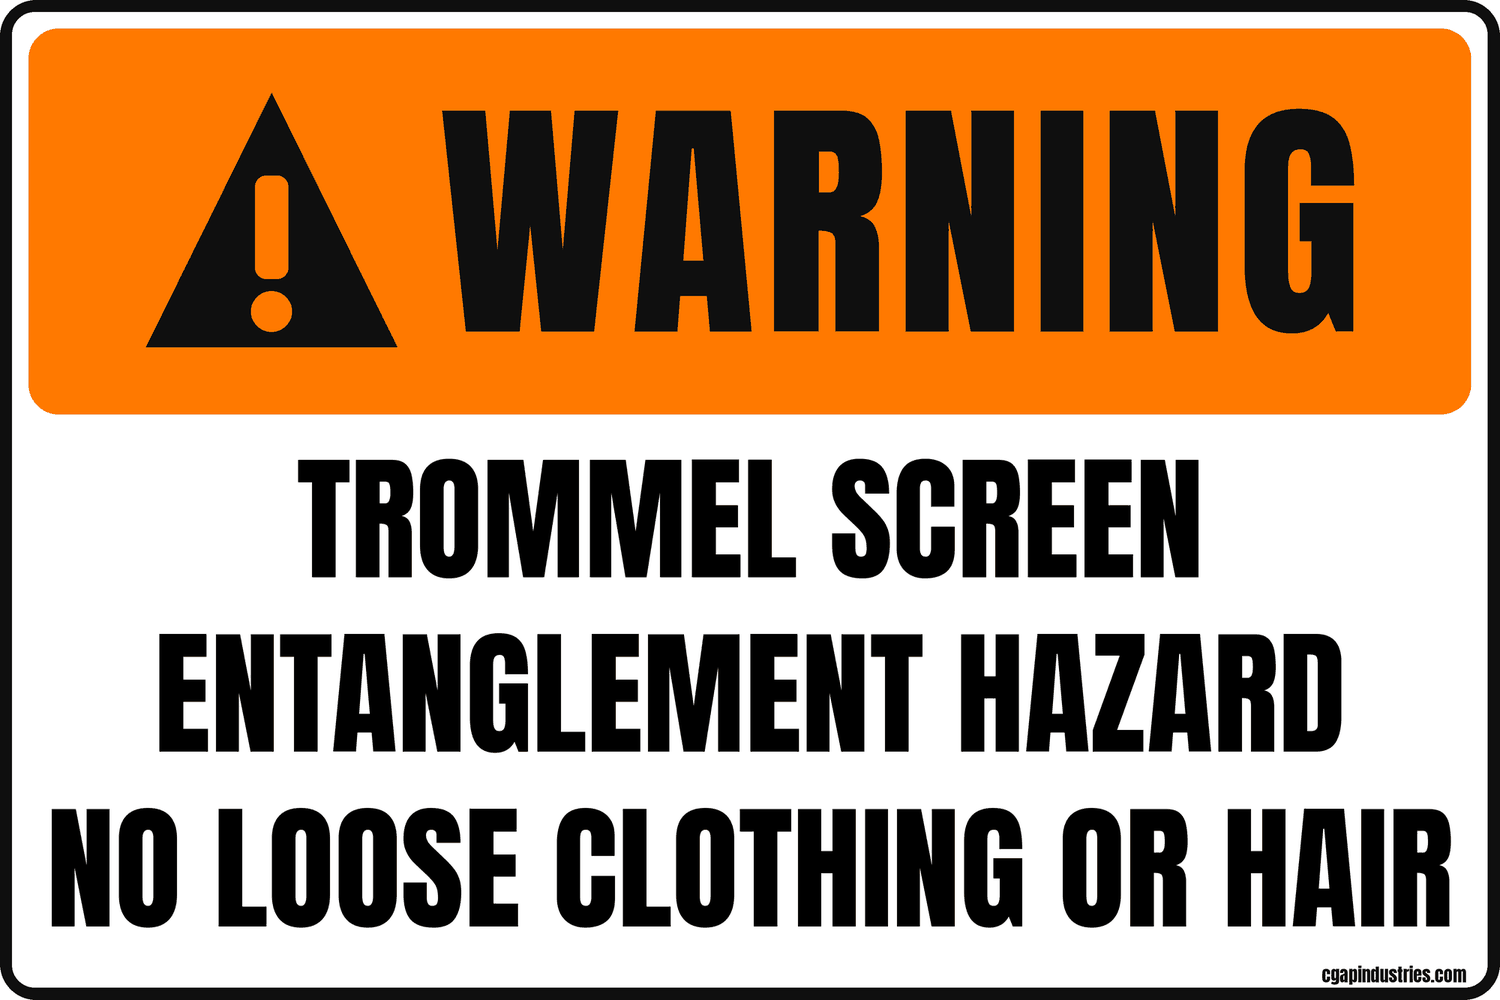 WARNING
TROMMEL SCREEN
ENTANGLEMENT HAZARD
NO LOOSE CLOTHING OR HAIR
cgapindustries.com